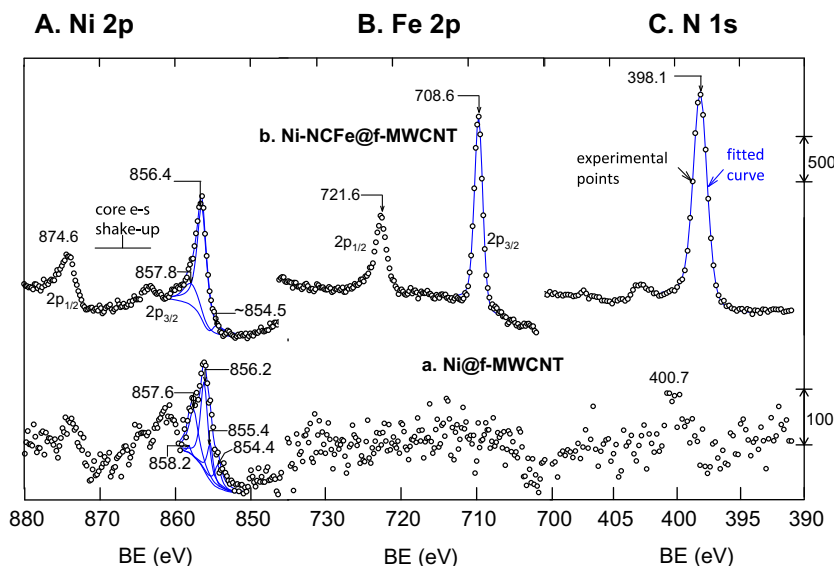 A. Ni 2p
B. Fe 2p
C. N 1s
398.1
708.6
b. Ni-NCFe@f-MWCNT
500
856.4
experimental
points
fitted
curve
721.6
core e-s
shake-up
874.6
2p1/2
2p3/2
857.8
2p1/2
2p3/2
~854.5
a. Ni@f-MWCNT
856.2
400.7
857.6
100
855.4
854.4
858.2
880 870 860 850 730 720 710 700 405 400 395 390
BE (eV) BE (eV) BE (eV)